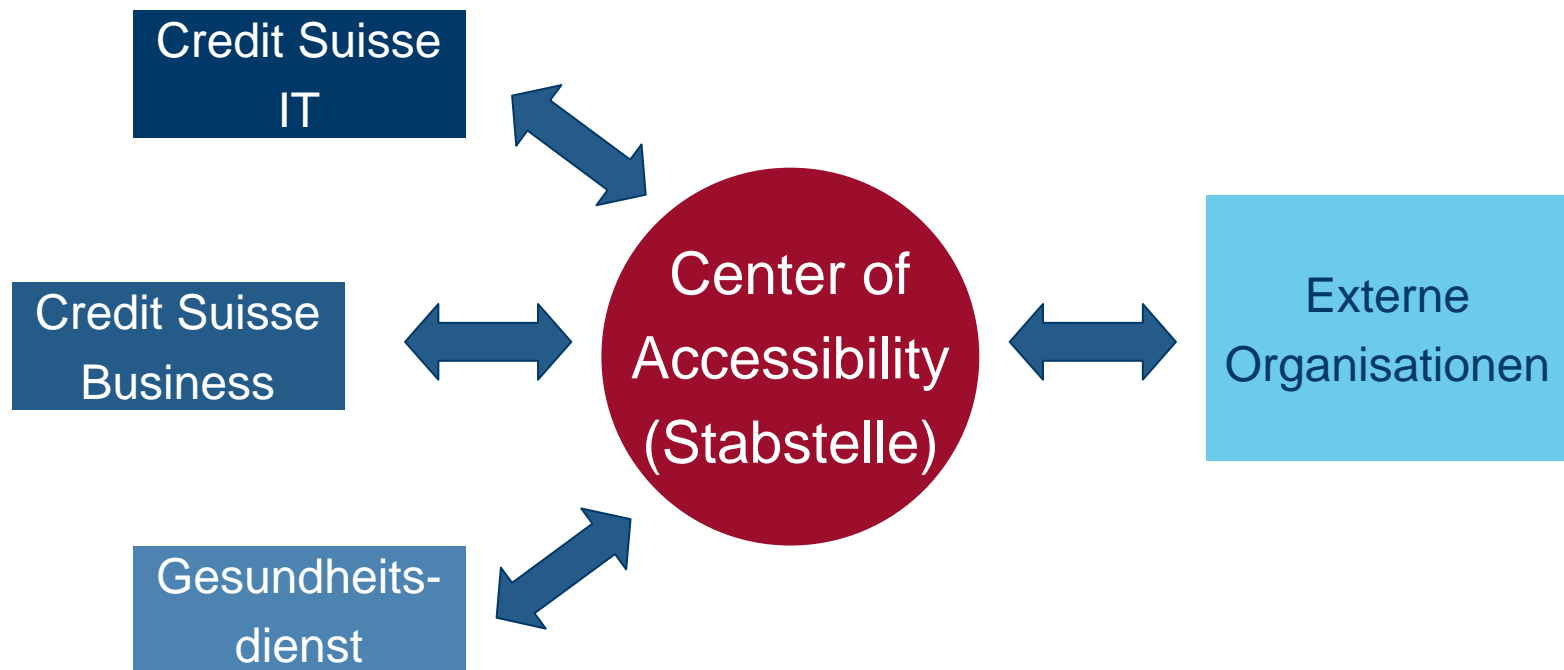 Credit Suisse
IT
Credit Suisse
Business
Gesundheits-
dienst
Center of
Accessibility
(Stabstelle)
Externe
Organisationen